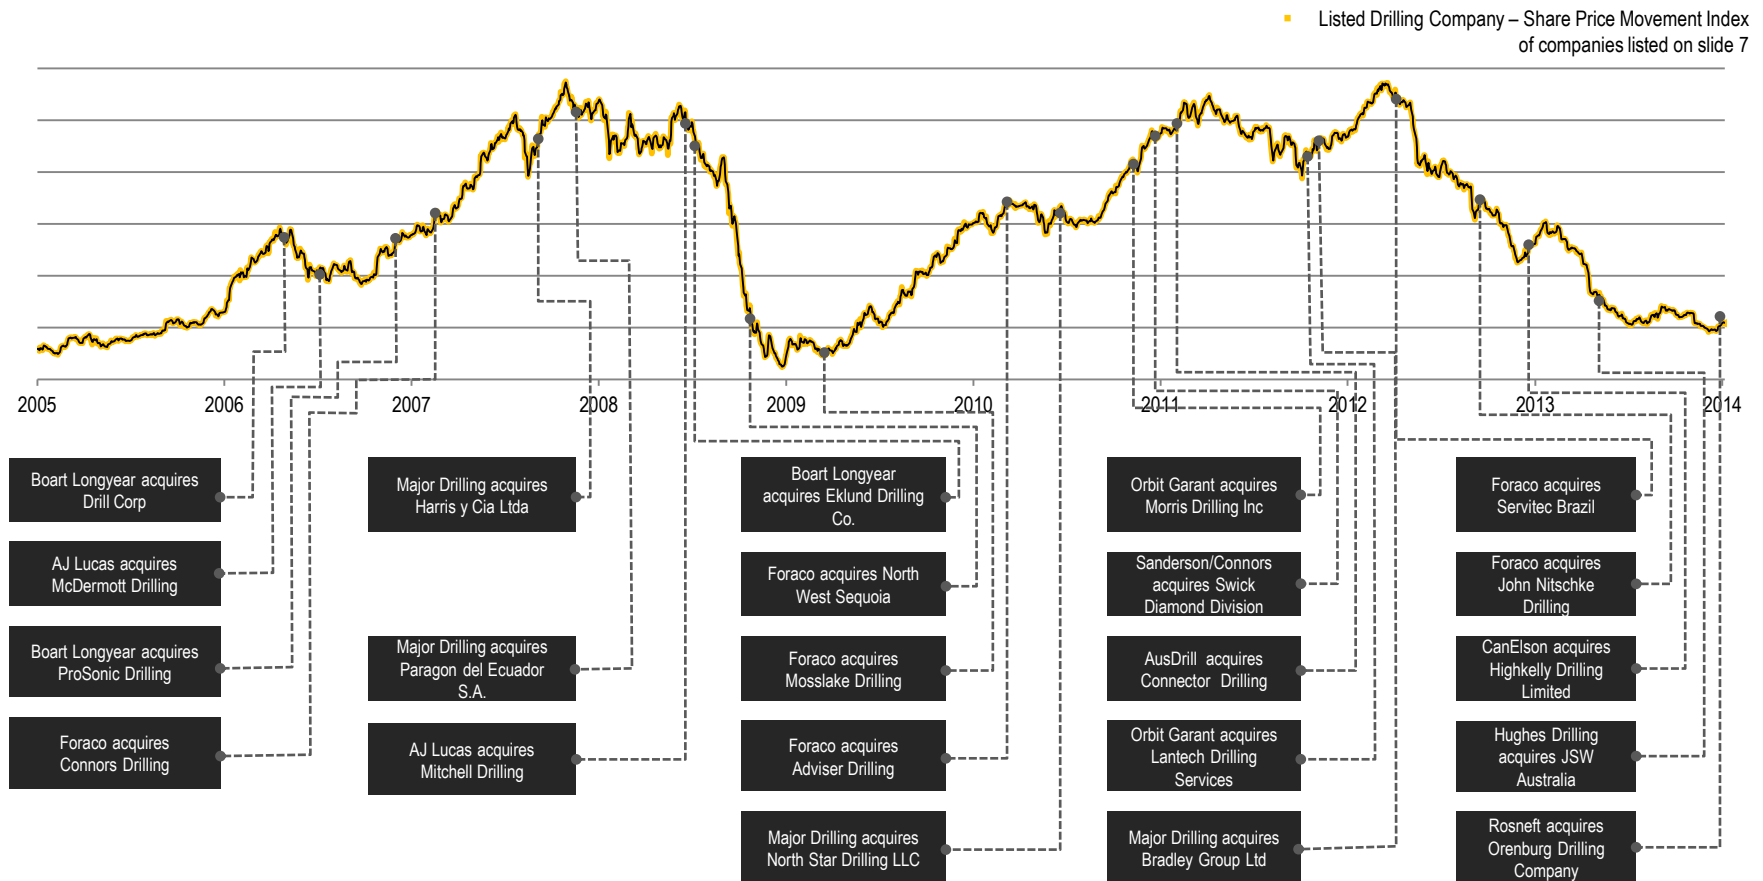 Listed Drilling Company – Share Price Movement Index
of companies listed on slide 7
2005
2006
2007
2008
2009
2010
2011
2012
2013
2014
Boart Longyear acquires
Drill Corp
AJ Lucas acquires
McDermott Drilling
Boart Longyear acquires
ProSonic Drilling
Foraco acquires
Connors Drilling
Major Drilling acquires
Harris y Cia Ltda
Major Drilling acquires
Paragon del Ecuador
S.A.
AJ Lucas acquires
Mitchell Drilling
Boart Longyear
acquires Eklund Drilling
Co.
Foraco acquires North
West Sequoia
Foraco acquires
Mosslake Drilling
Foraco acquires
Adviser Drilling
Major Drilling acquires
North Star Drilling LLC
Orbit Garant acquires
Morris Drilling Inc
Sanderson/Connors
acquires Swick
Diamond Division
AusDrill acquires
Connector Drilling
Orbit Garant acquires
Lantech Drilling
Services
Major Drilling acquires
Bradley Group Ltd
Foraco acquires
Servitec Brazil
Foraco acquires
John Nitschke
Drilling
CanElson acquires
Highkelly Drilling
Limited
Hughes Drilling
acquires JSW
Australia
Rosneft acquires
Orenburg Drilling
Company